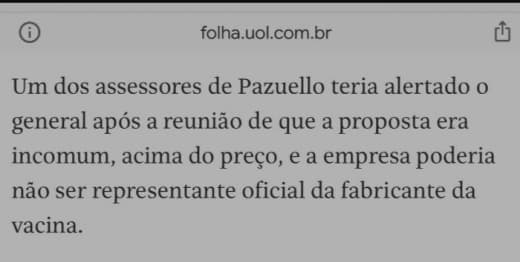 folha.uol.com.br
Um dos assessores de Pazuello teria alertado o
general após a reunião de que a proposta era
incomum, acima do preço, e a empresa poderia
não ser representante oficial da fabricante da
vacina.